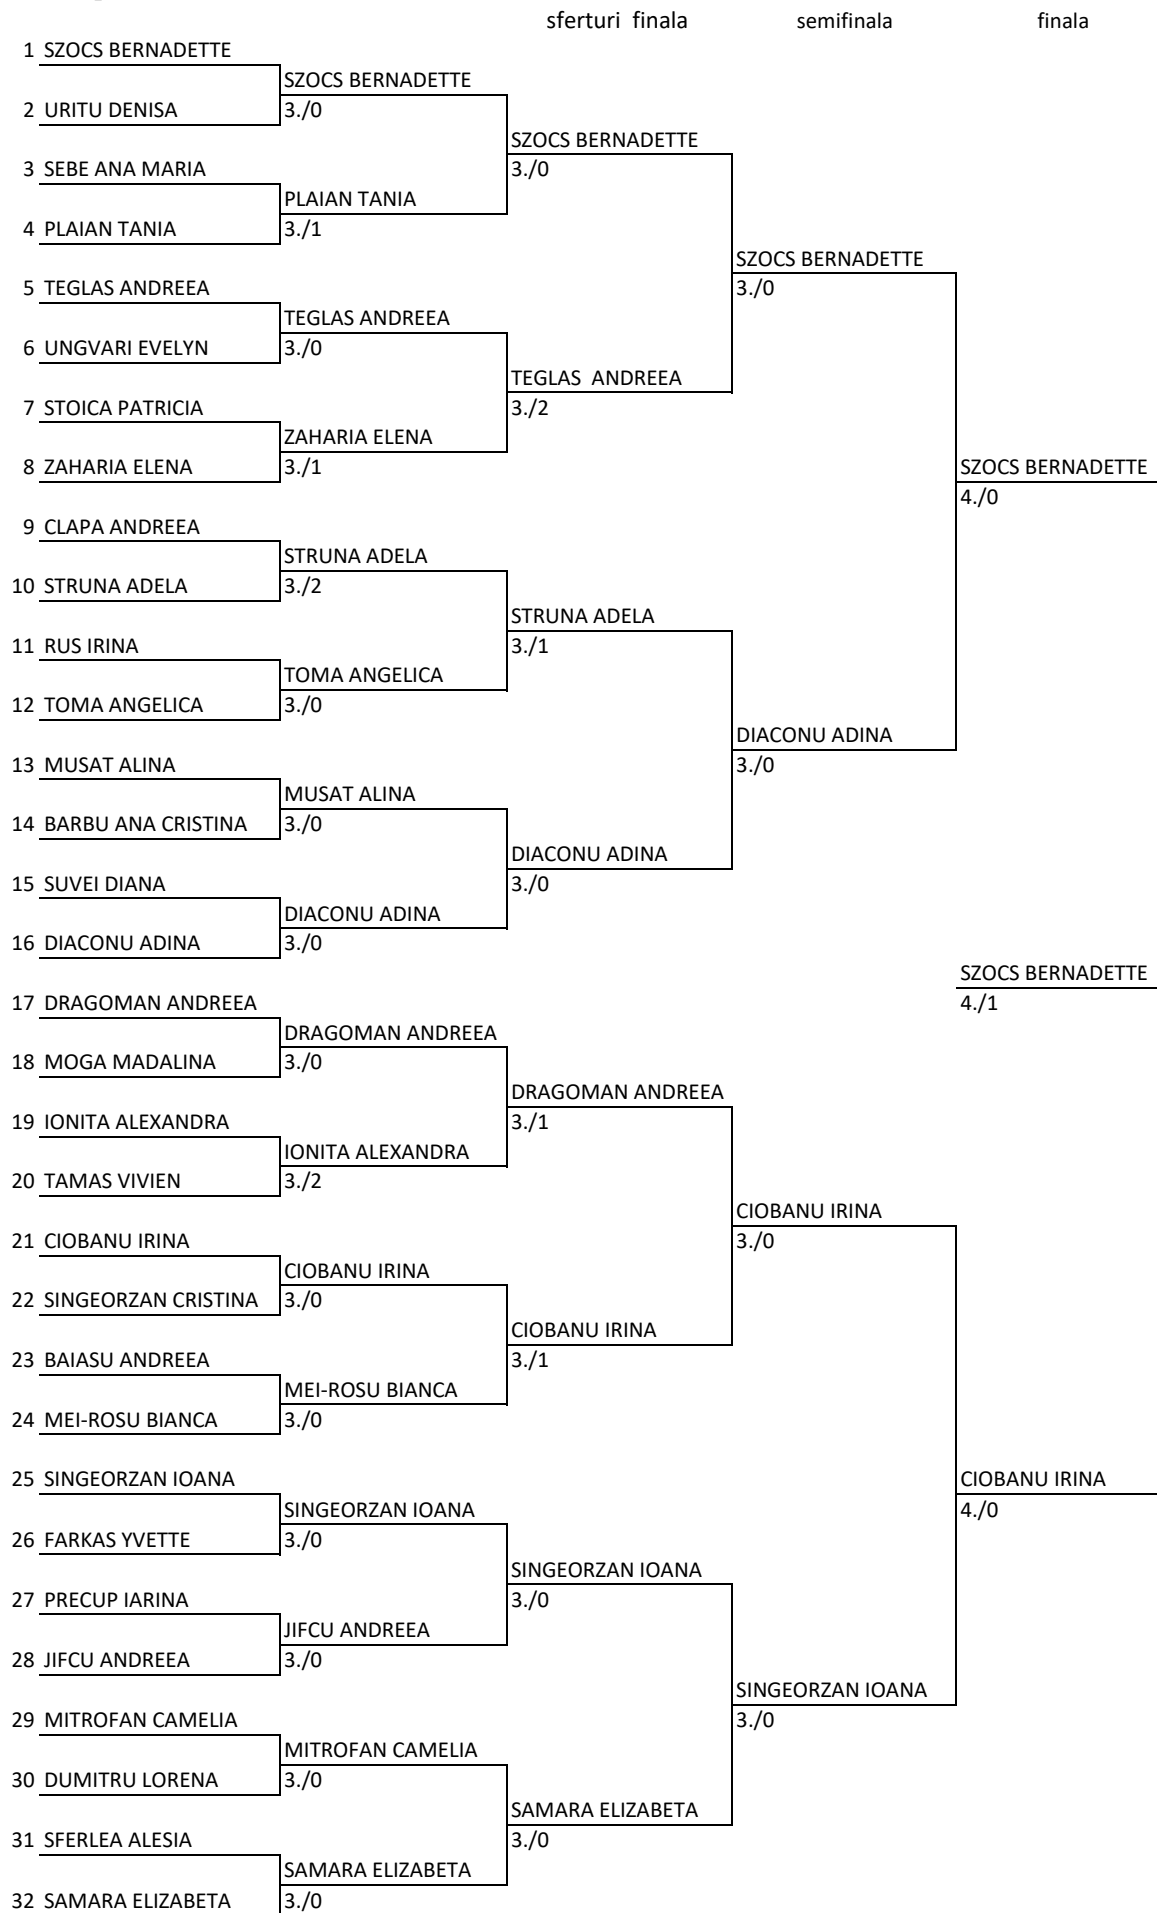 sferturi  finala semifinala finala
1 SZOCS BERNADETTE
SZOCS BERNADETTE
2 URITU DENISA 3./0
SZOCS BERNADETTE
3 SEBE ANA MARIA 3./0
PLAIAN TANIA
4 PLAIAN TANIA 3./1
SZOCS BERNADETTE
5 TEGLAS ANDREEA 3./0
TEGLAS ANDREEA
6 UNGVARI EVELYN 3./0
TEGLAS  ANDREEA
7 STOICA PATRICIA 3./2
ZAHARIA ELENA
8 ZAHARIA ELENA 3./1 SZOCS BERNADETTE
4./0
9 CLAPA ANDREEA
STRUNA ADELA
10 STRUNA ADELA 3./2
STRUNA ADELA
11 RUS IRINA 3./1
TOMA ANGELICA
12 TOMA ANGELICA 3./0
DIACONU ADINA
13 MUSAT ALINA 3./0
MUSAT ALINA
14 BARBU ANA CRISTINA 3./0
DIACONU ADINA
15 SUVEI DIANA 3./0
DIACONU ADINA
16 DIACONU ADINA 3./0
SZOCS BERNADETTE
17 DRAGOMAN ANDREEA 4./1
DRAGOMAN ANDREEA
18 MOGA MADALINA 3./0
DRAGOMAN ANDREEA
19 IONITA ALEXANDRA 3./1
IONITA ALEXANDRA
20 TAMAS VIVIEN 3./2
CIOBANU IRINA
21 CIOBANU IRINA 3./0
CIOBANU IRINA
22 SINGEORZAN CRISTINA 3./0
CIOBANU IRINA
23 BAIASU ANDREEA 3./1
MEI-ROSU BIANCA
24 MEI-ROSU BIANCA 3./0
25 SINGEORZAN IOANA CIOBANU IRINA
SINGEORZAN IOANA 4./0
26 FARKAS YVETTE 3./0
SINGEORZAN IOANA
27 PRECUP IARINA 3./0
JIFCU ANDREEA
28 JIFCU ANDREEA 3./0
SINGEORZAN IOANA
29 MITROFAN CAMELIA 3./0
MITROFAN CAMELIA
30 DUMITRU LORENA 3./0
SAMARA ELIZABETA
31 SFERLEA ALESIA 3./0
SAMARA ELIZABETA
32 SAMARA ELIZABETA 3./0